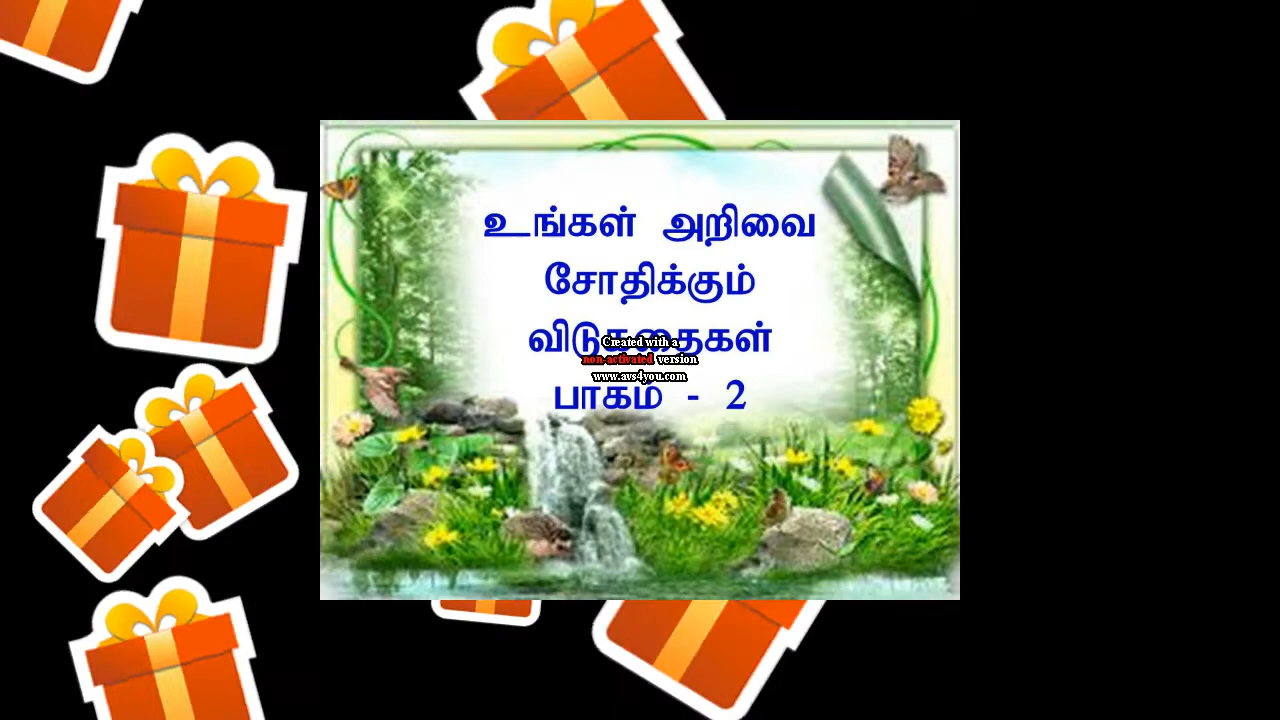 உங்கள் அறிவை
சோதிக்கும்
விடுகதைகள்
Created with a
non-activated version
www.avs4you.com
பாகம் - 2